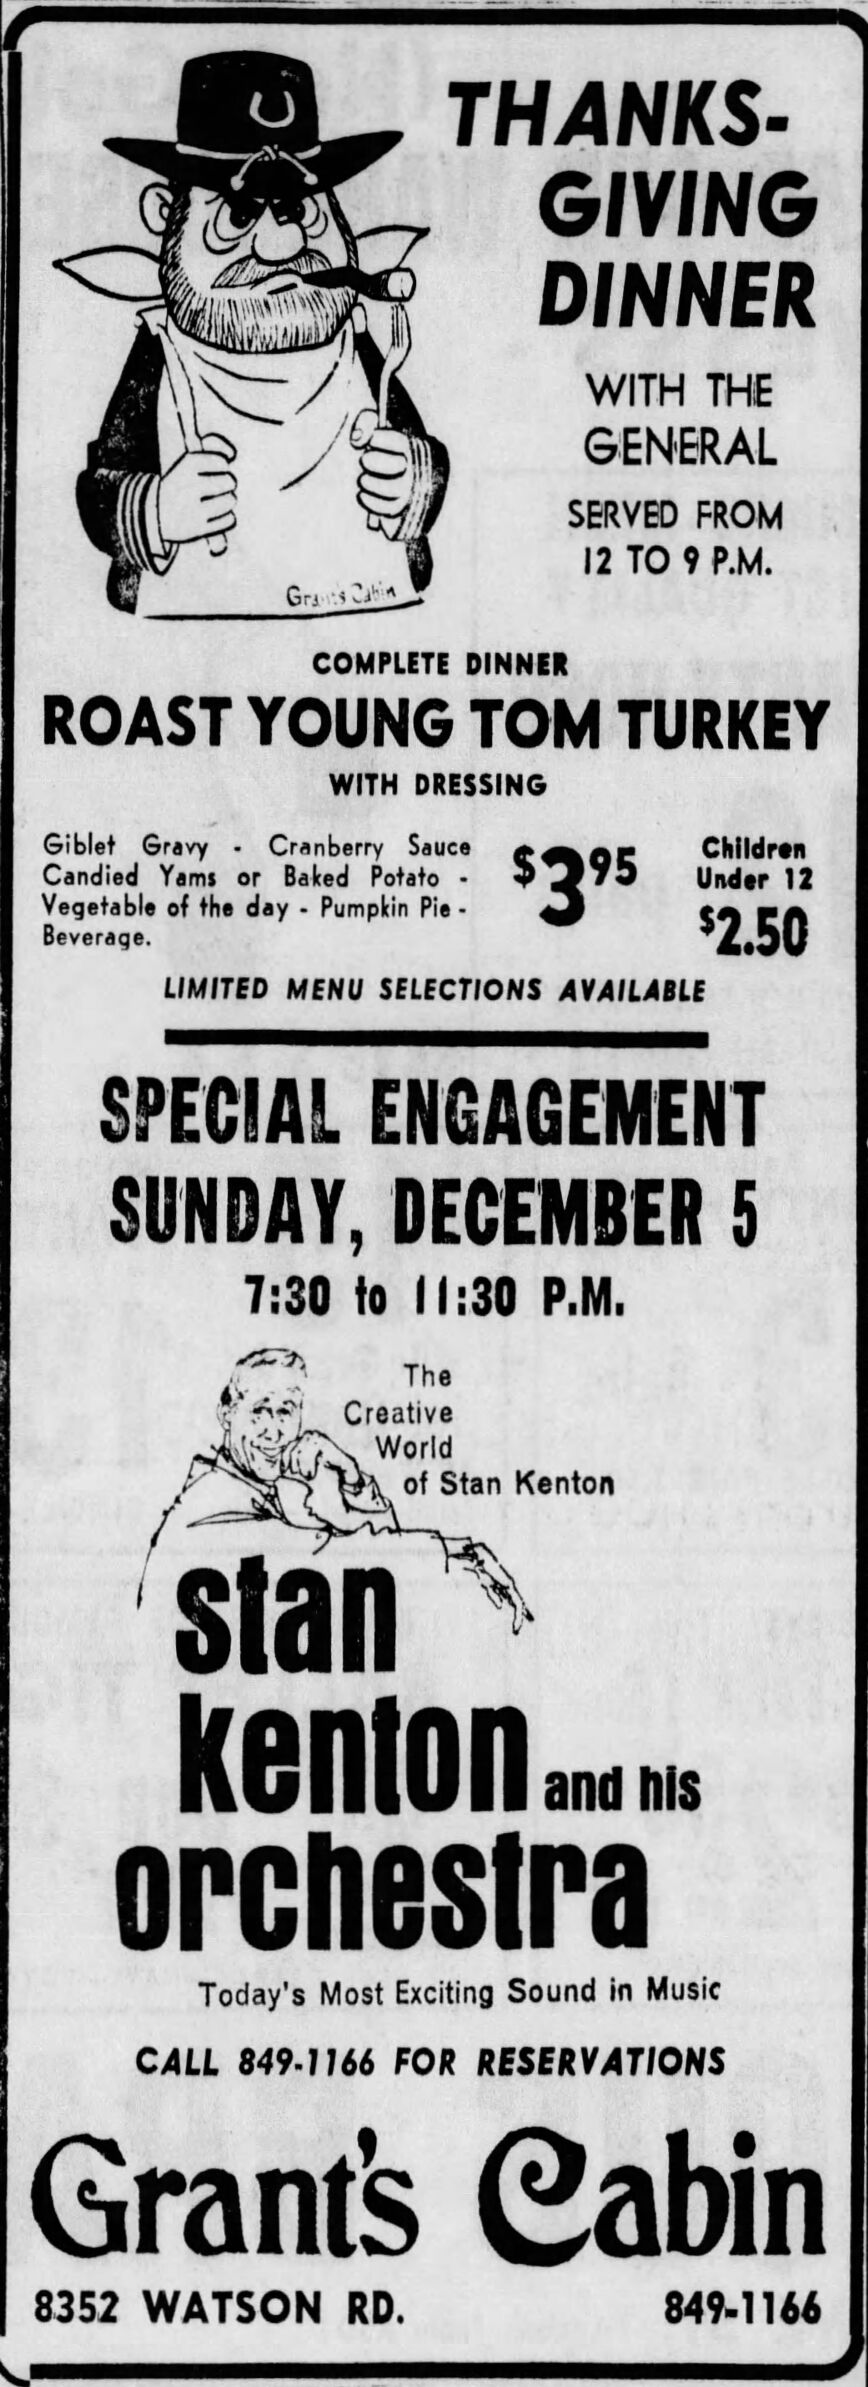 THANKS-
GIVING
DINNER
WITH THE
GENERAL
SERVED FROM
12 TO 9 P.M.
Grant's Cabin
COMPLETE DINNER
ROAST YOUNG TOM TURKEY
WITH DRESSING
Giblet Gravy - Cranberry Sauce
Candied Yams or Baked Potato -
Vegetable of the day - Pumpkin Pie -
Beverage.
$3.95
Children
Under 12
$2.50
LIMITED MENU SELECTIONS AVAILABLE
SPECIAL ENGAGEMENT
SUNDAY, DECEMBER 5
7:30 to 11:30 P.M.
The
Creative
World
of Stan Kenton
stan
kenton and his
orchestra
Today's Most Exciting Sound in Music
CALL 849-1166 FOR RESERVATIONS
Grant's Cabin
8352 WATSON RD. 849-1166